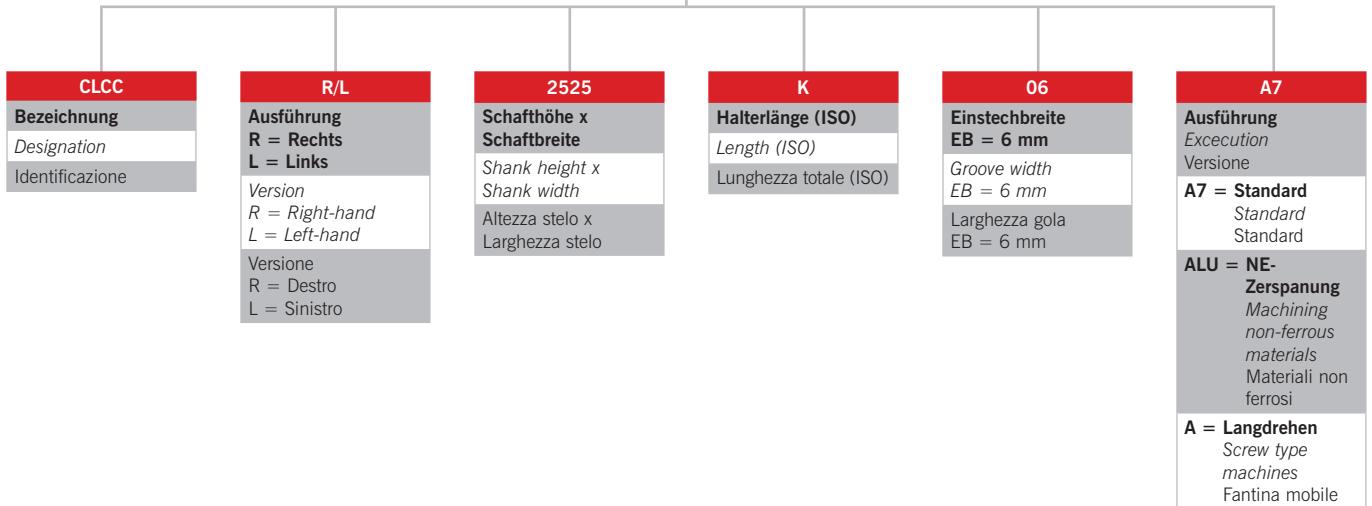 CLCC
Bezeichnung
Designation
Identificazione
R/L
Ausführung
R = Rechts
L = Links
Version
R = Right-hand
L = Left-hand
Versione
R = Destro
L = Sinistro
2525
Schafthöhe x
Schaftbreite
Shank height x
Shank width
Altezza stelo x
Larghezza stelo
K
Halterlänge (ISO)
Length (ISO)
Lunghezza totale (ISO)
06
Einstechbreite
EB = 6 mm
Groove width
EB = 6 mm
Larghezza gola
EB = 6 mm
A7
Ausführung
Excecution
Versione
A7 = Standard
Standard
Standard
ALU = NE-
Zerspanung
Machining
non-ferrous
materials
Materiali non
ferrosi
A = Langdrehen
Screw type
machines
Fantina mobile